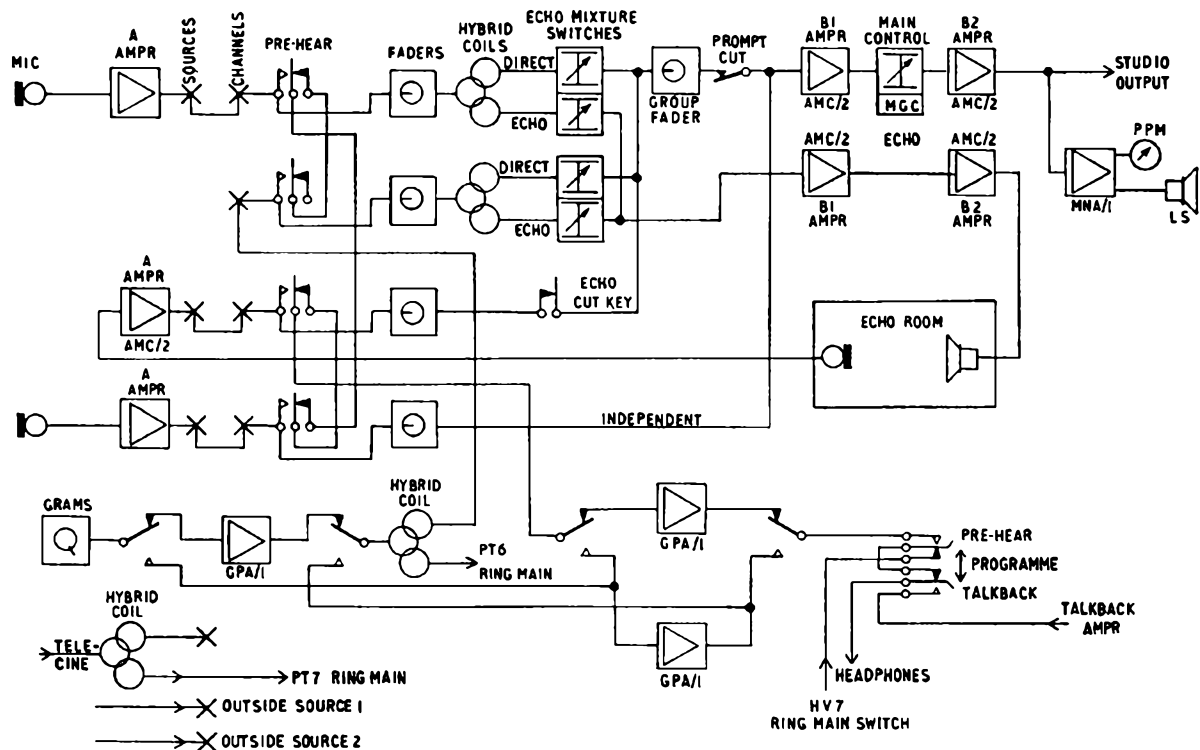 MIC
A
AMPR
SOURCES
CHANNELS
PRE-HEAR
FADERS
HYBRID
COILS
ECHO MIXTURE
SWITCHES
DIRECT
ECHO
GROUP
FADER
PROMPT
CUT
B1
AMPR
AMC/2
MAIN
CONTROL
MGC
B2
AMPR
AMC/2
STUDIO
OUTPUT
PPM
MNA/1
LS
DIRECT
ECHO
AMC/2
B1
AMPR
ECHO
AMC/2
B2
AMPR
A
AMPR
AMC/2
ECHO
CUT KEY
ECHO ROOM
A
AMPR
INDEPENDENT
GRAMS
GPA/1
HYBRID
COIL
PT6
RING MAIN
GPA/1
GPA/1
PRE-HEAR
PROGRAMME
TALKBACK
TALKBACK
AMPR
HEADPHONES
HV7
RING MAIN SWITCH
HYBRID
COIL
TELE-
CINE
PT7 RING MAIN
OUTSIDE SOURCE 1
OUTSIDE SOURCE 2